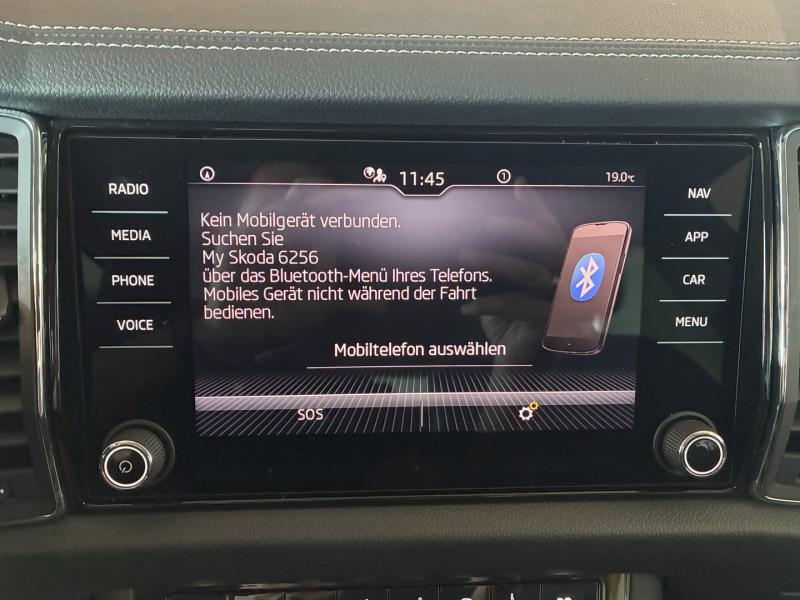 11:45
1
19.0°C
RADIO
MEDIA
PHONE
VOICE
Kein Mobilgerät verbunden.
Suchen Sie
My Skoda 6256
über das Bluetooth-Menü Ihres Telefons.
Mobiles Gerät nicht während der Fahrt
bedienen.
Mobiltelefon auswählen
SOS
NAV
APP
CAR
MENU